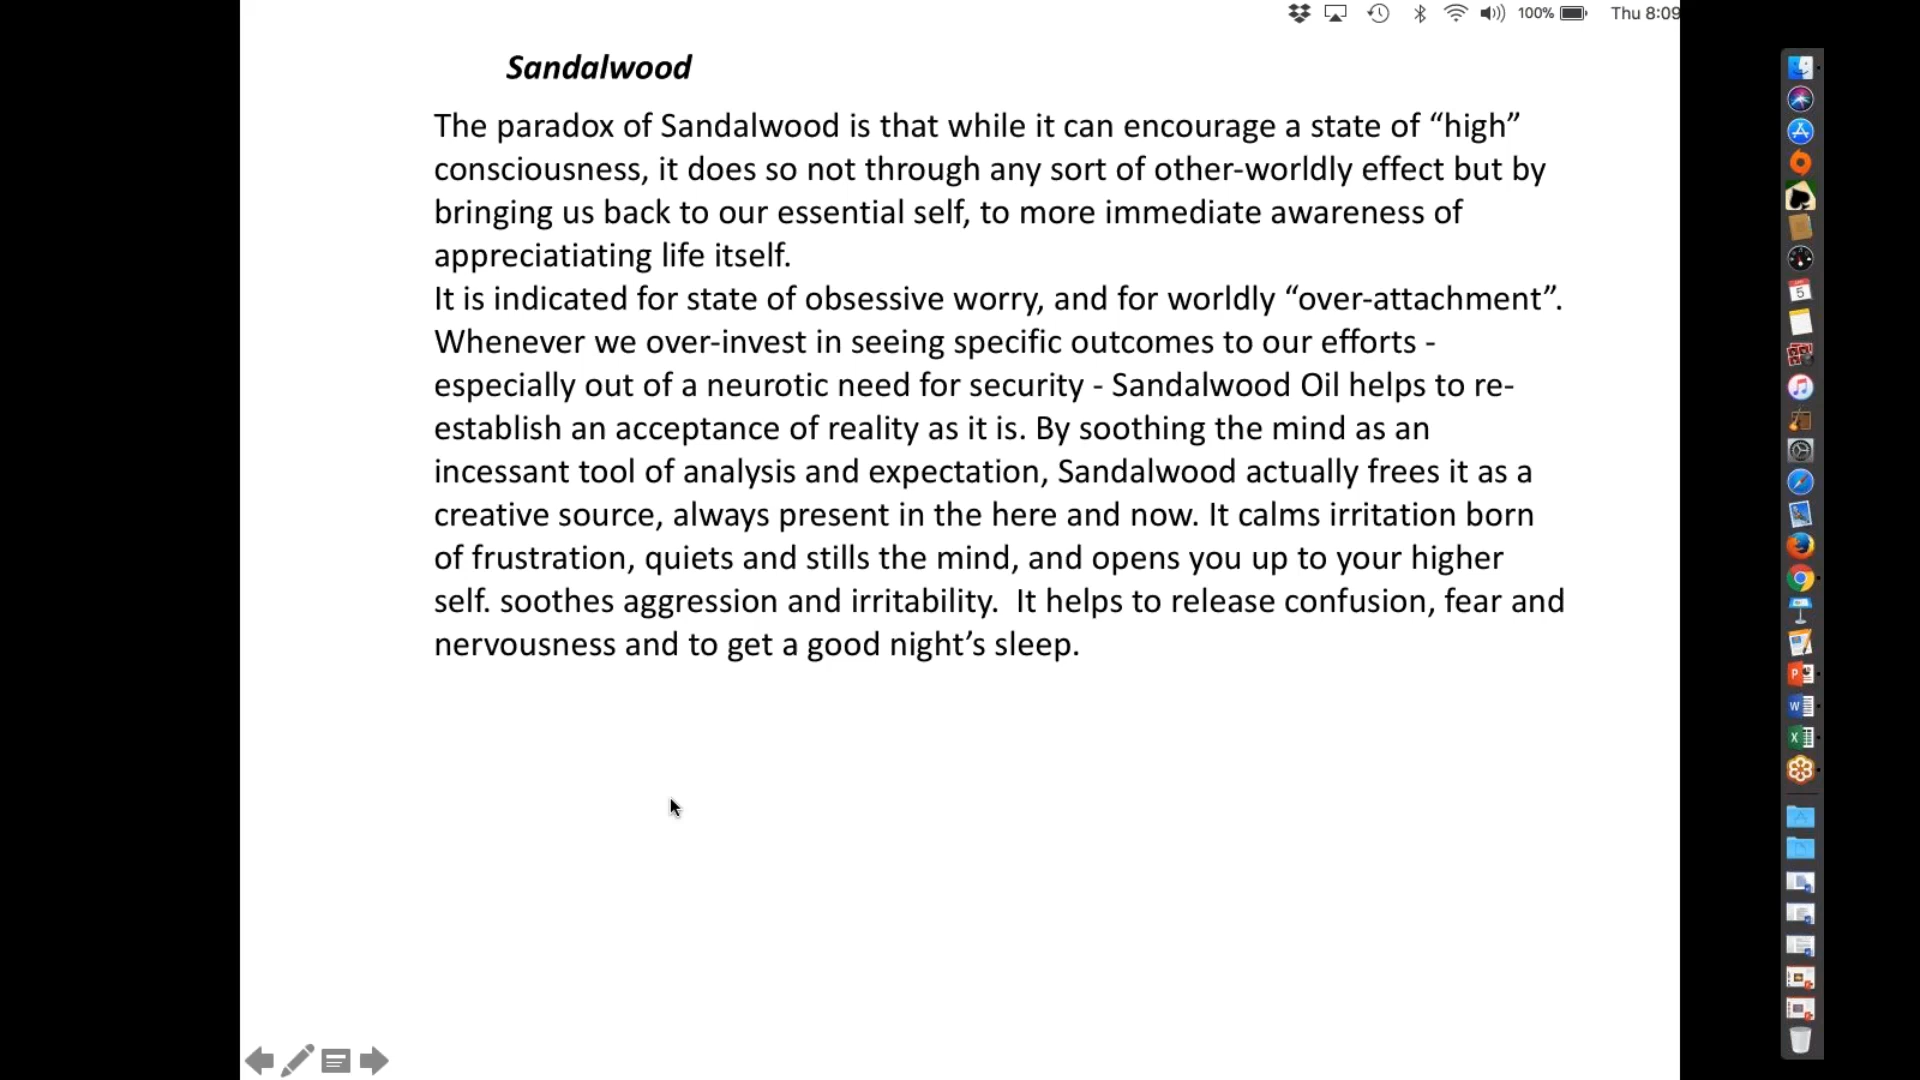 100% Thu 8:09
Sandalwood
The paradox of Sandalwood is that while it can encourage a state of “high”
consciousness, it does so not through any sort of other-worldly effect but by
bringing us back to our essential self, to more immediate awareness of
appreciatiating life itself.
It is indicated for state of obsessive worry, and for worldly “over-attachment”.
Whenever we over-invest in seeing specific outcomes to our efforts -
especially out of a neurotic need for security - Sandalwood Oil helps to re-
establish an acceptance of reality as it is. By soothing the mind as an
incessant tool of analysis and expectation, Sandalwood actually frees it as a
creative source, always present in the here and now. It calms irritation born
of frustration, quiets and stills the mind, and opens you up to your higher
self. soothes aggression and irritability.  It helps to release confusion, fear and
nervousness and to get a good night’s sleep.
5
P
W
X